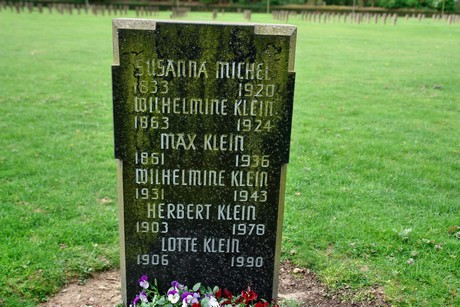 SUSANNA MICHEL
1833 1920
WILHELMINE KLEIN
1863 1924
MAX KLEIN
1861 1936
WILHELMINE KLEIN
1931 1943
HERBERT KLEIN
1903 1978
LOTTE KLEIN
1906 1990